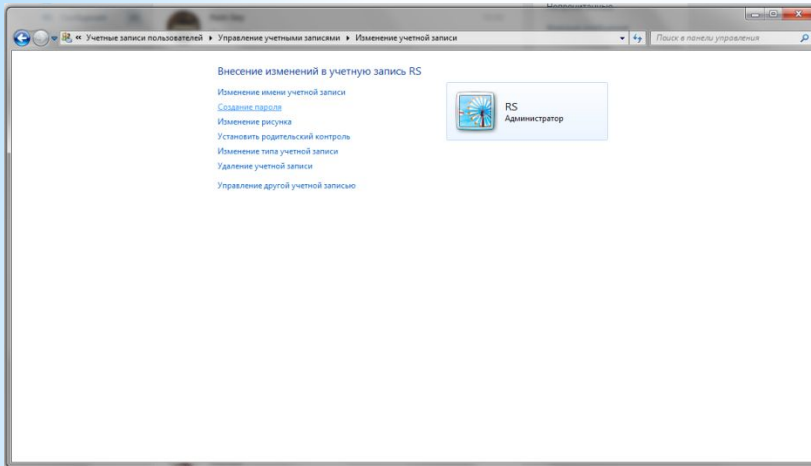 « Учетные записи пользователей ▸ Управление учетными записями ▸ Изменение учетной записи
Поиск в панели управления
Внесение изменений в учетную запись RS
Изменение имени учетной записи
Создание пароля
Изменение рисунка
Установить родительский контроль
Изменение типа учетной записи
Удаление учетной записи
Управление другой учетной записью
RS
Администратор